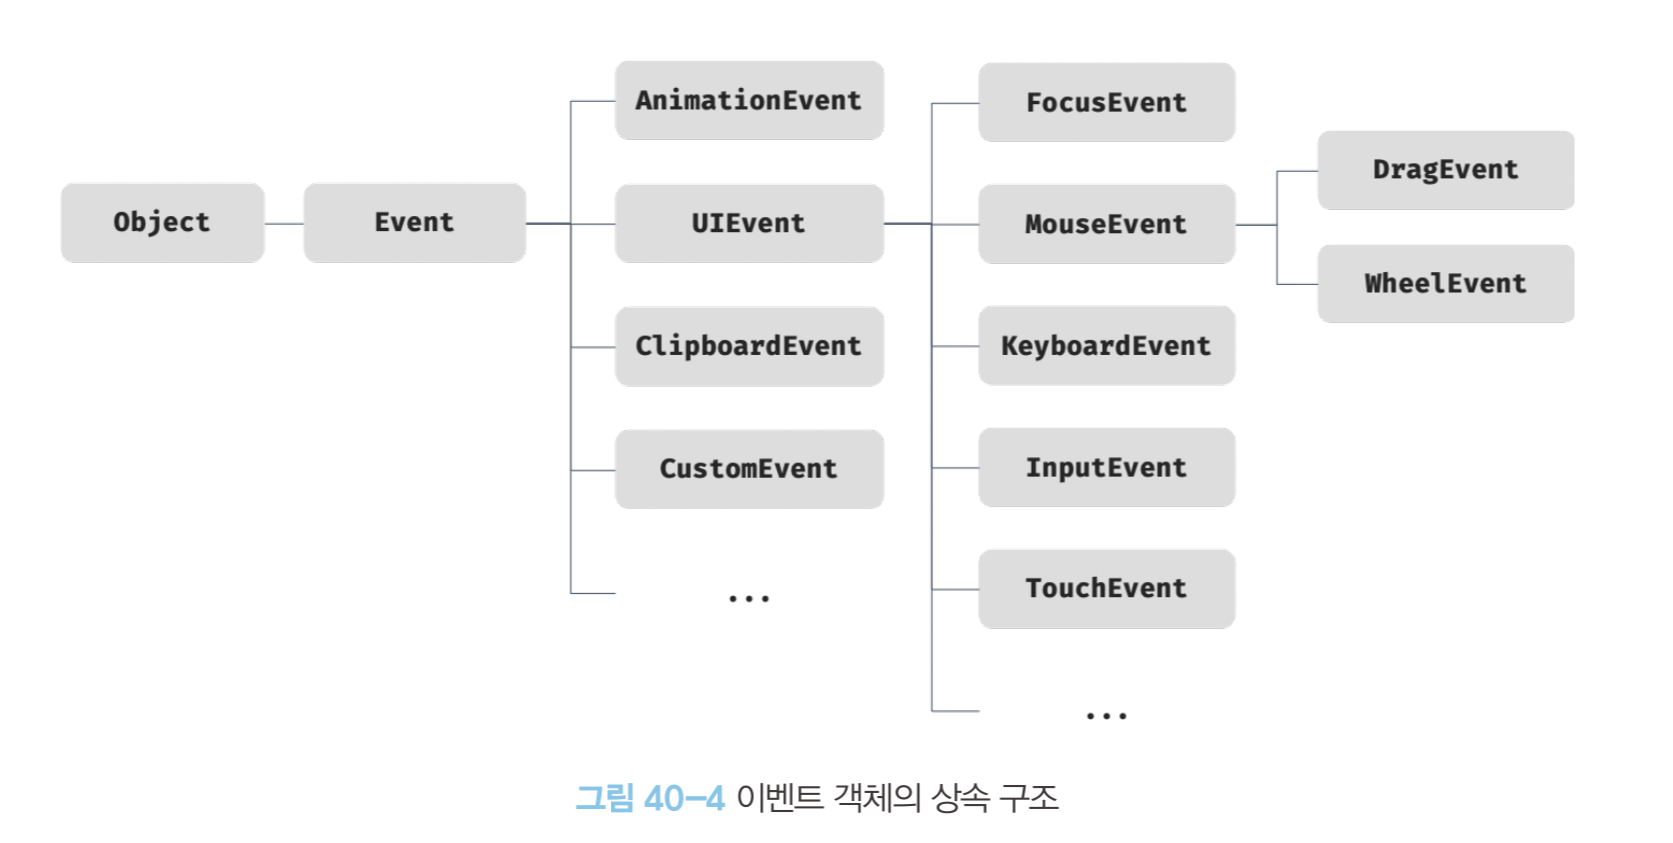 Object
Event
AnimationEvent
UIEvent
ClipboardEvent
CustomEvent
...
FocusEvent
MouseEvent
KeyboardEvent
InputEvent
TouchEvent
...
DragEvent
WheelEvent
그림 40-4 이벤트 객체의 상속 구조